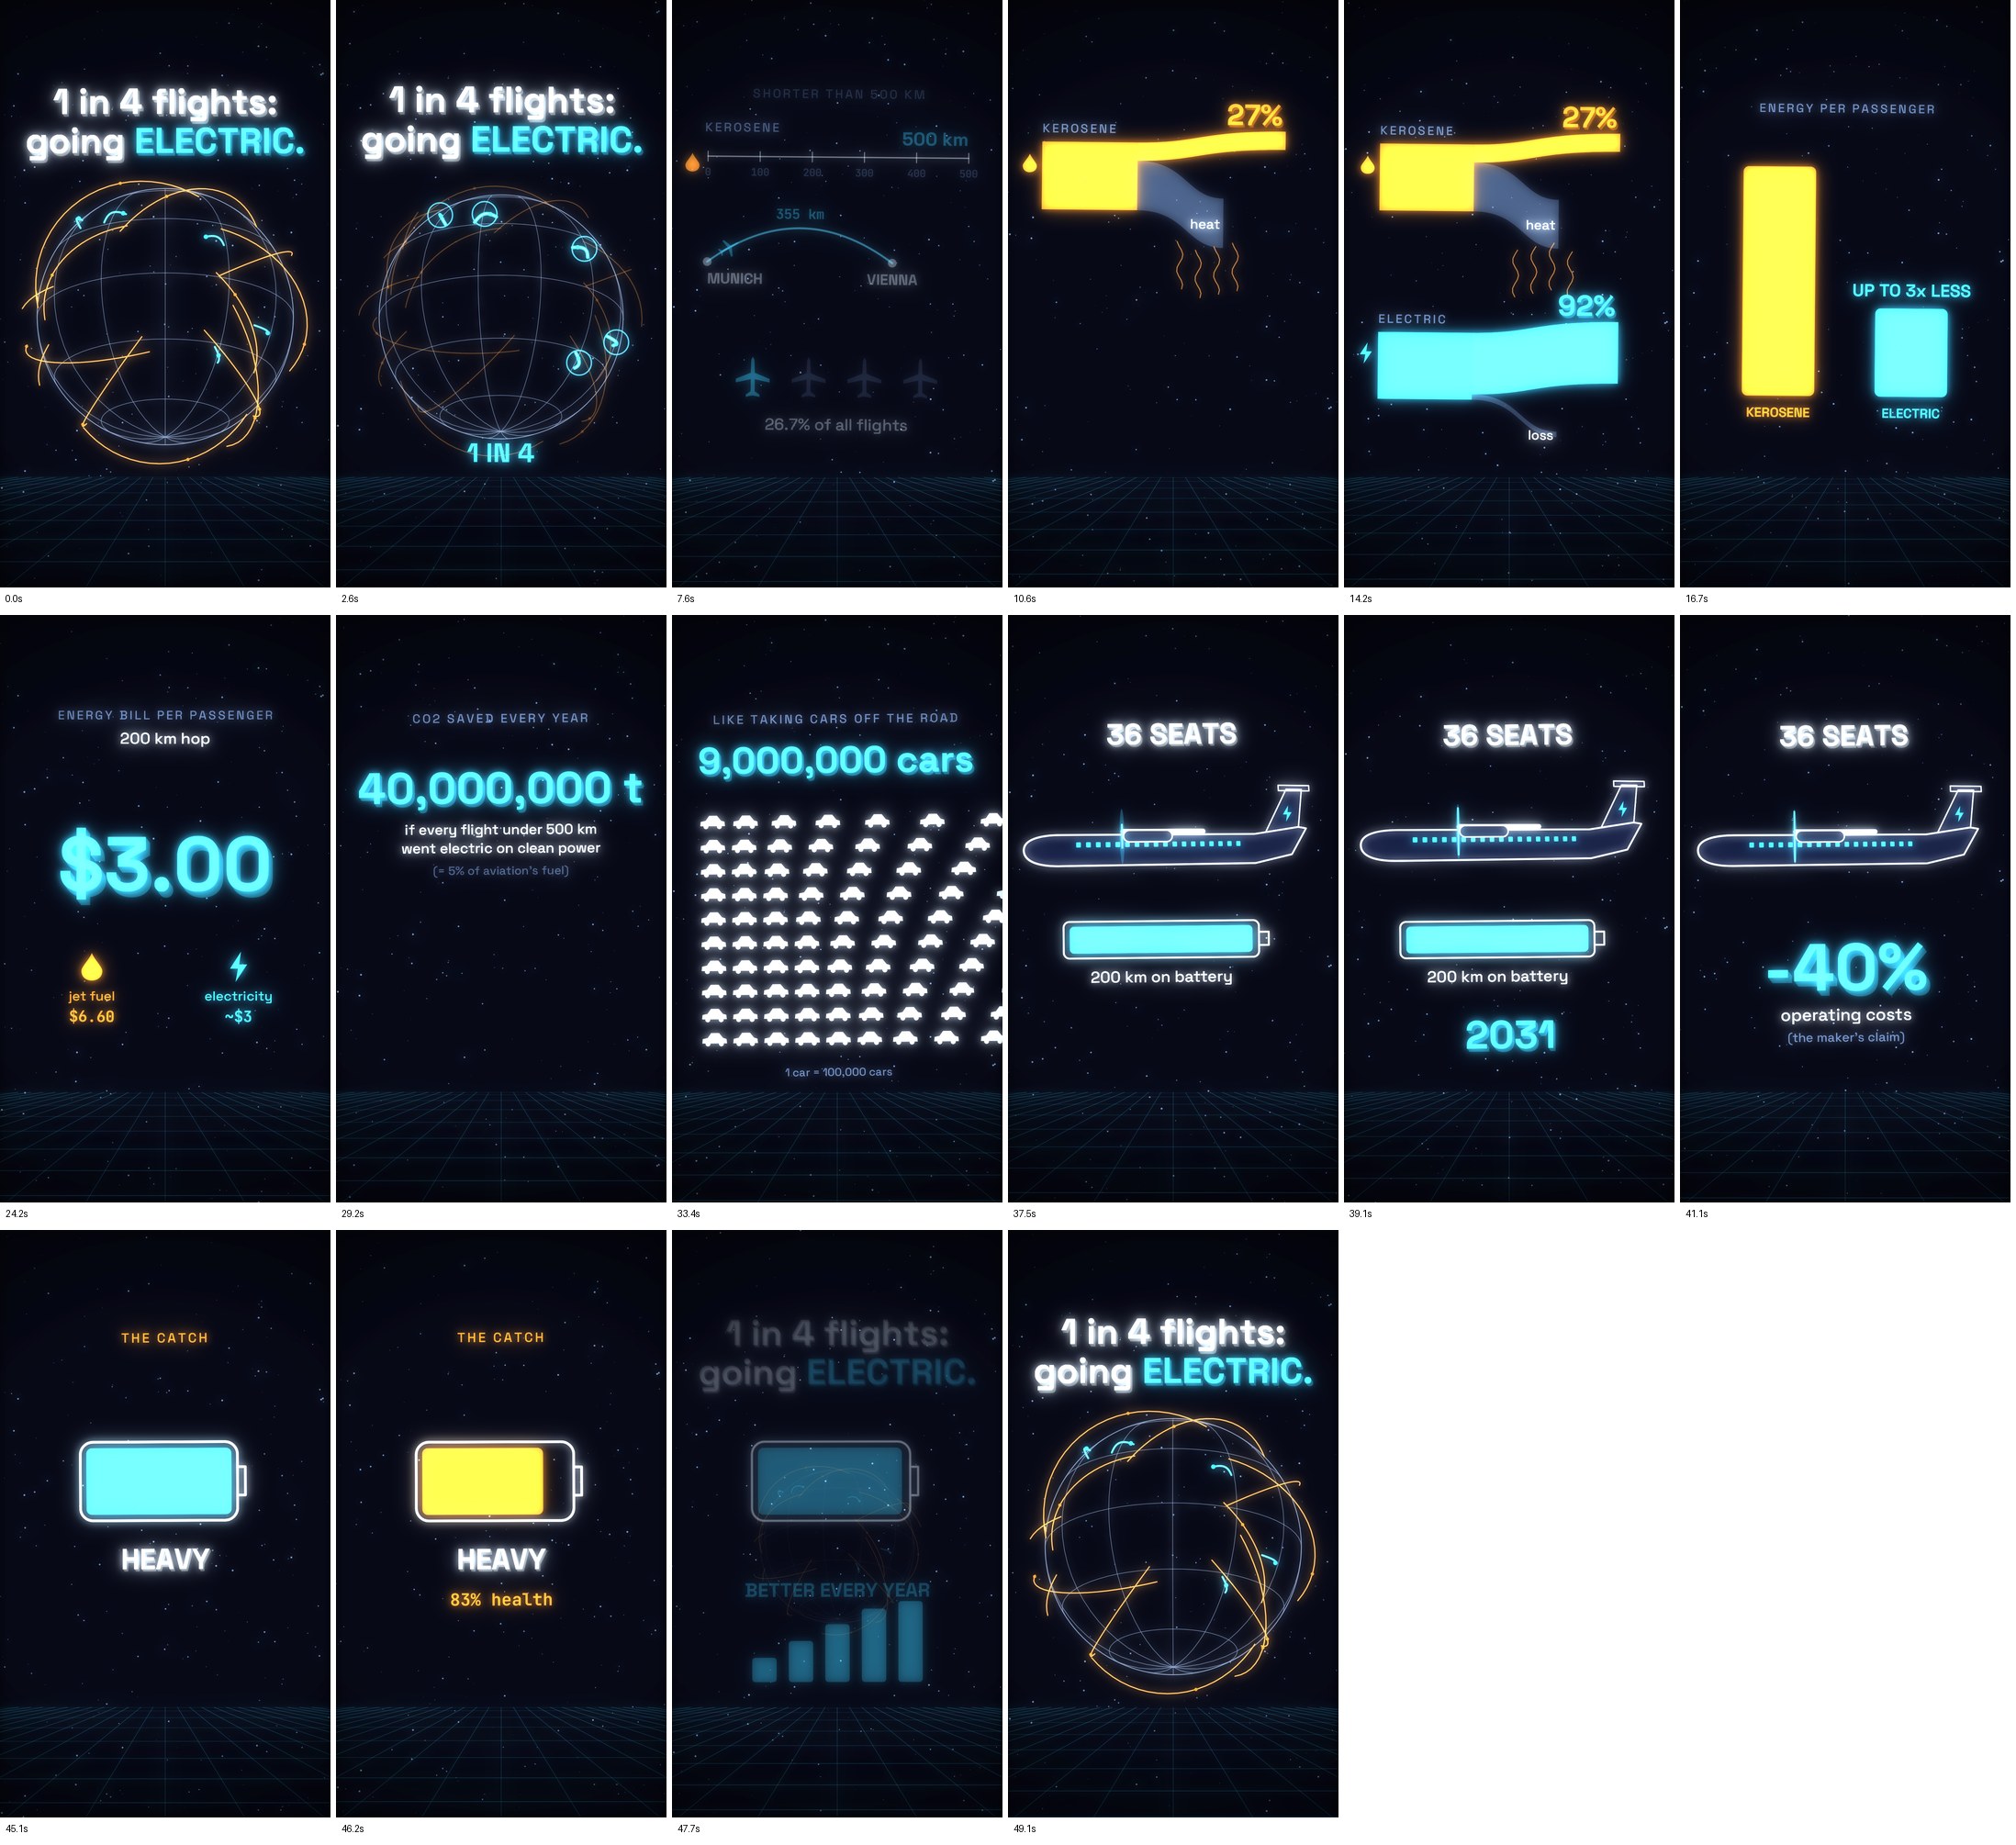 1 in 4 flights:
going ELECTRIC.
0.0s
1 in 4 flights:
going ELECTRIC.
1 IN 4
2.6s
SHORTER THAN 500 KM
KEROSENE
500 km
0 100 200 300 400 500
355 km
MUNICH VIENNA
26.7% of all flights
7.6s
27%
KEROSENE
heat
10.6s
27%
KEROSENE
heat
92%
ELECTRIC
loss
14.2s
ENERGY PER PASSENGER
UP TO 3x LESS
KEROSENE ELECTRIC
16.7s
ENERGY BILL PER PASSENGER
200 km hop
$3.00
jet fuel electricity
$6.60 ~$3
24.2s
CO2 SAVED EVERY YEAR
40,000,000 t
if every flight under 500 km
went electric on clean power
(= 5% of aviation's fuel)
29.2s
LIKE TAKING CARS OFF THE ROAD
9,000,000 cars
1 car = 100,000 cars
33.4s
36 SEATS
200 km on battery
37.5s
36 SEATS
200 km on battery
2031
39.1s
36 SEATS
-40%
operating costs
(the maker's claim)
41.1s
THE CATCH
HEAVY
45.1s
THE CATCH
HEAVY
83% health
46.2s
1 in 4 flights:
going ELECTRIC.
BETTER EVERY YEAR
47.7s
1 in 4 flights:
going ELECTRIC.
49.1s